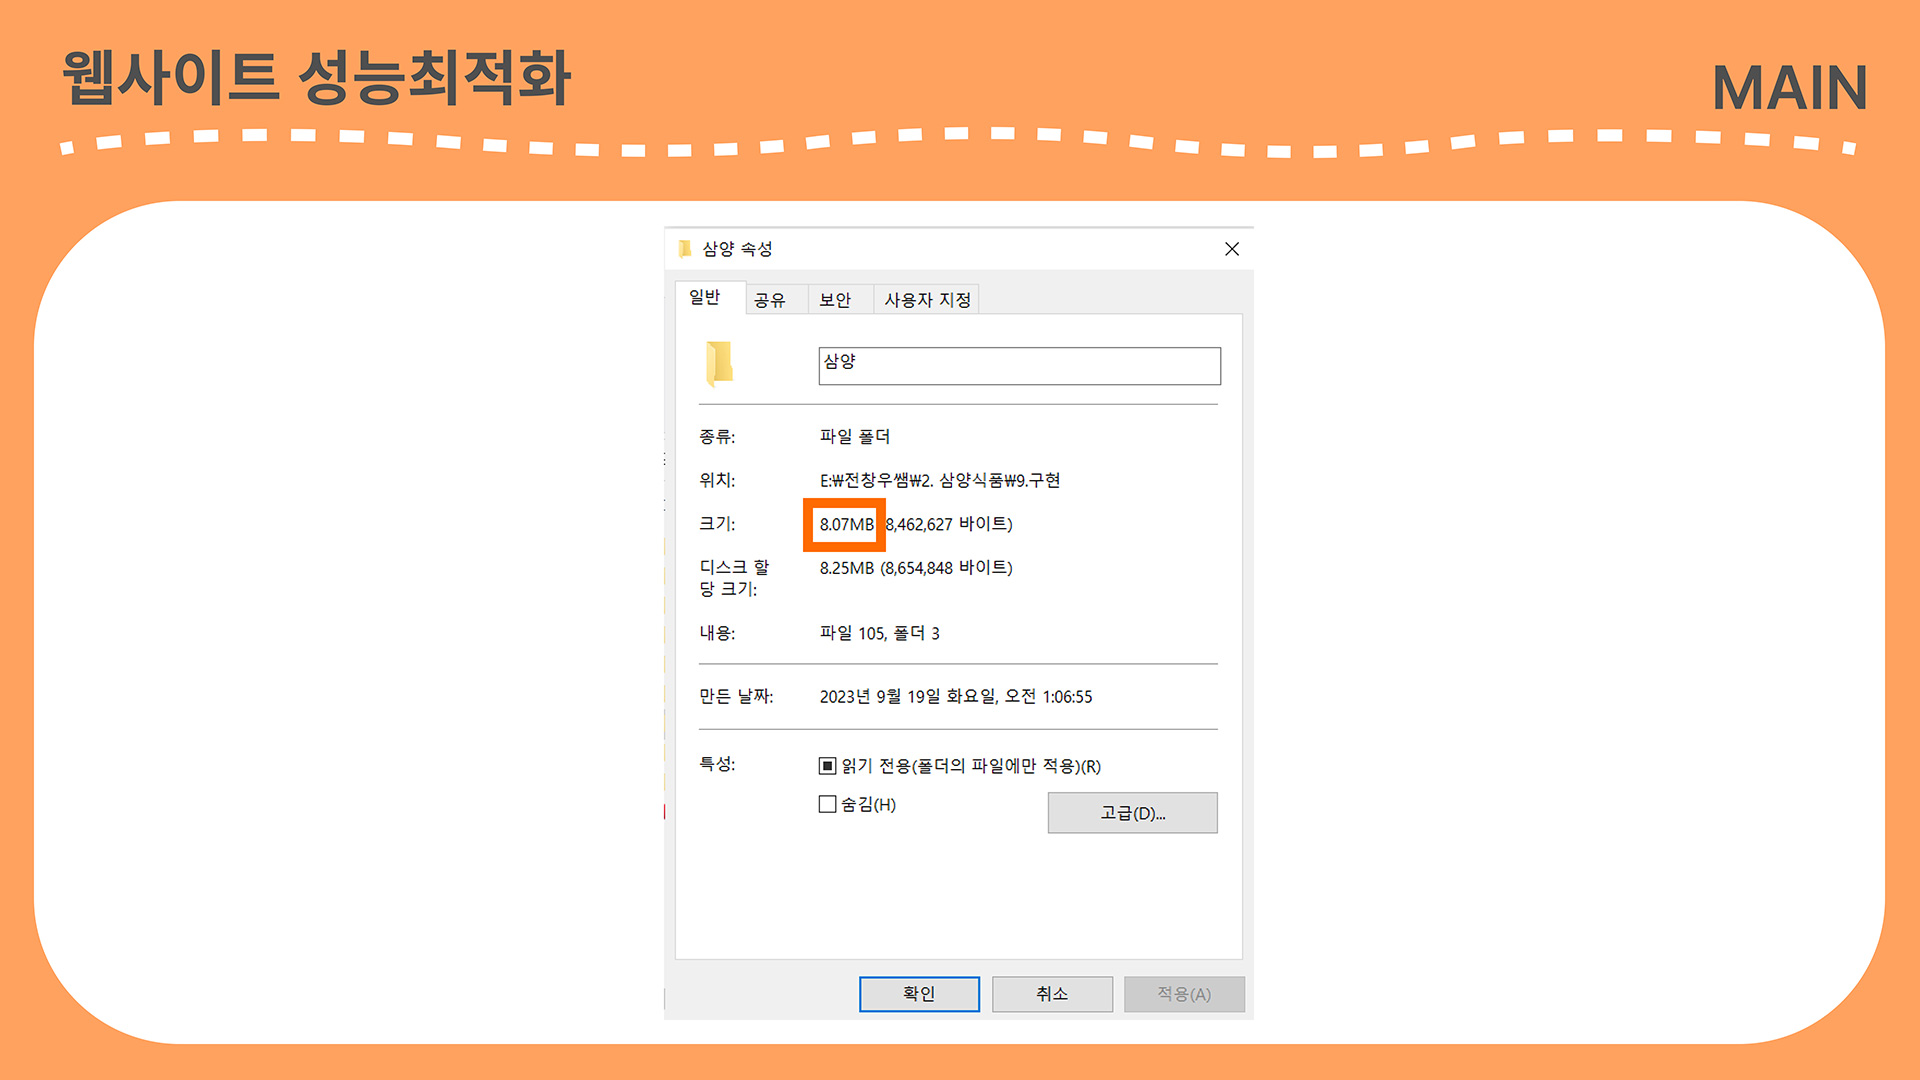 웹사이트 성능최적화
MAIN
삼양 속성
일반 공유 보안 사용자 지정
삼양
종류: 파일 폴더
위치: E:₩전창우쌤₩2. 삼양식품₩9.구현
크기: 8.07MB 8,462,627 바이트)
디스크 할
당 크기: 8.25MB (8,654,848 바이트)
내용: 파일 105, 폴더 3
만든 날짜: 2023년 9월 19일 화요일, 오전 1:06:55
특성: 읽기 전용(폴더의 파일에만 적용)(R)
숨김(H)
고급(D)...
확인 취소 적용(A)